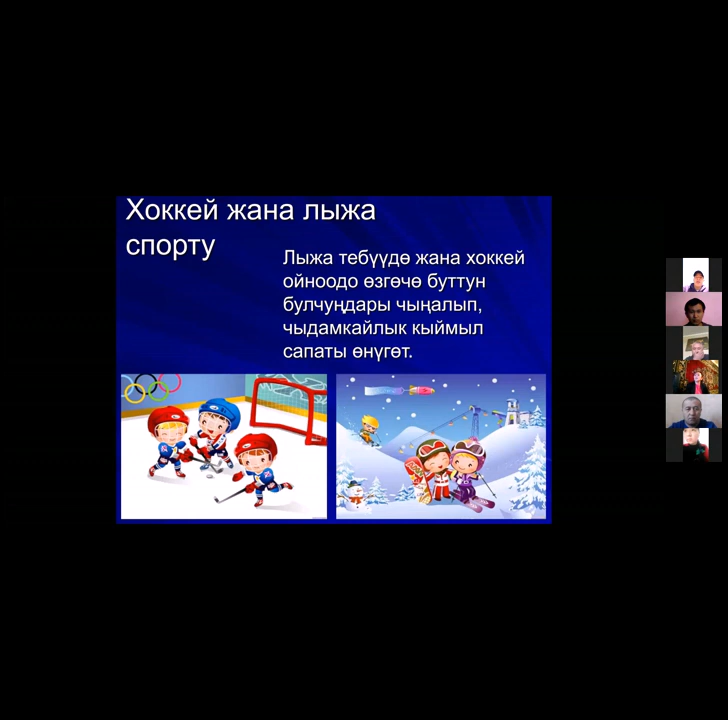 Хоккей жана лыжа
спорту
Лыжа тебүүдө жана хоккей
ойноодо өзгөчө буттун
булчуңдары чыңалып,
чыдамкайлык кыймыл
сапаты өнүгөт.